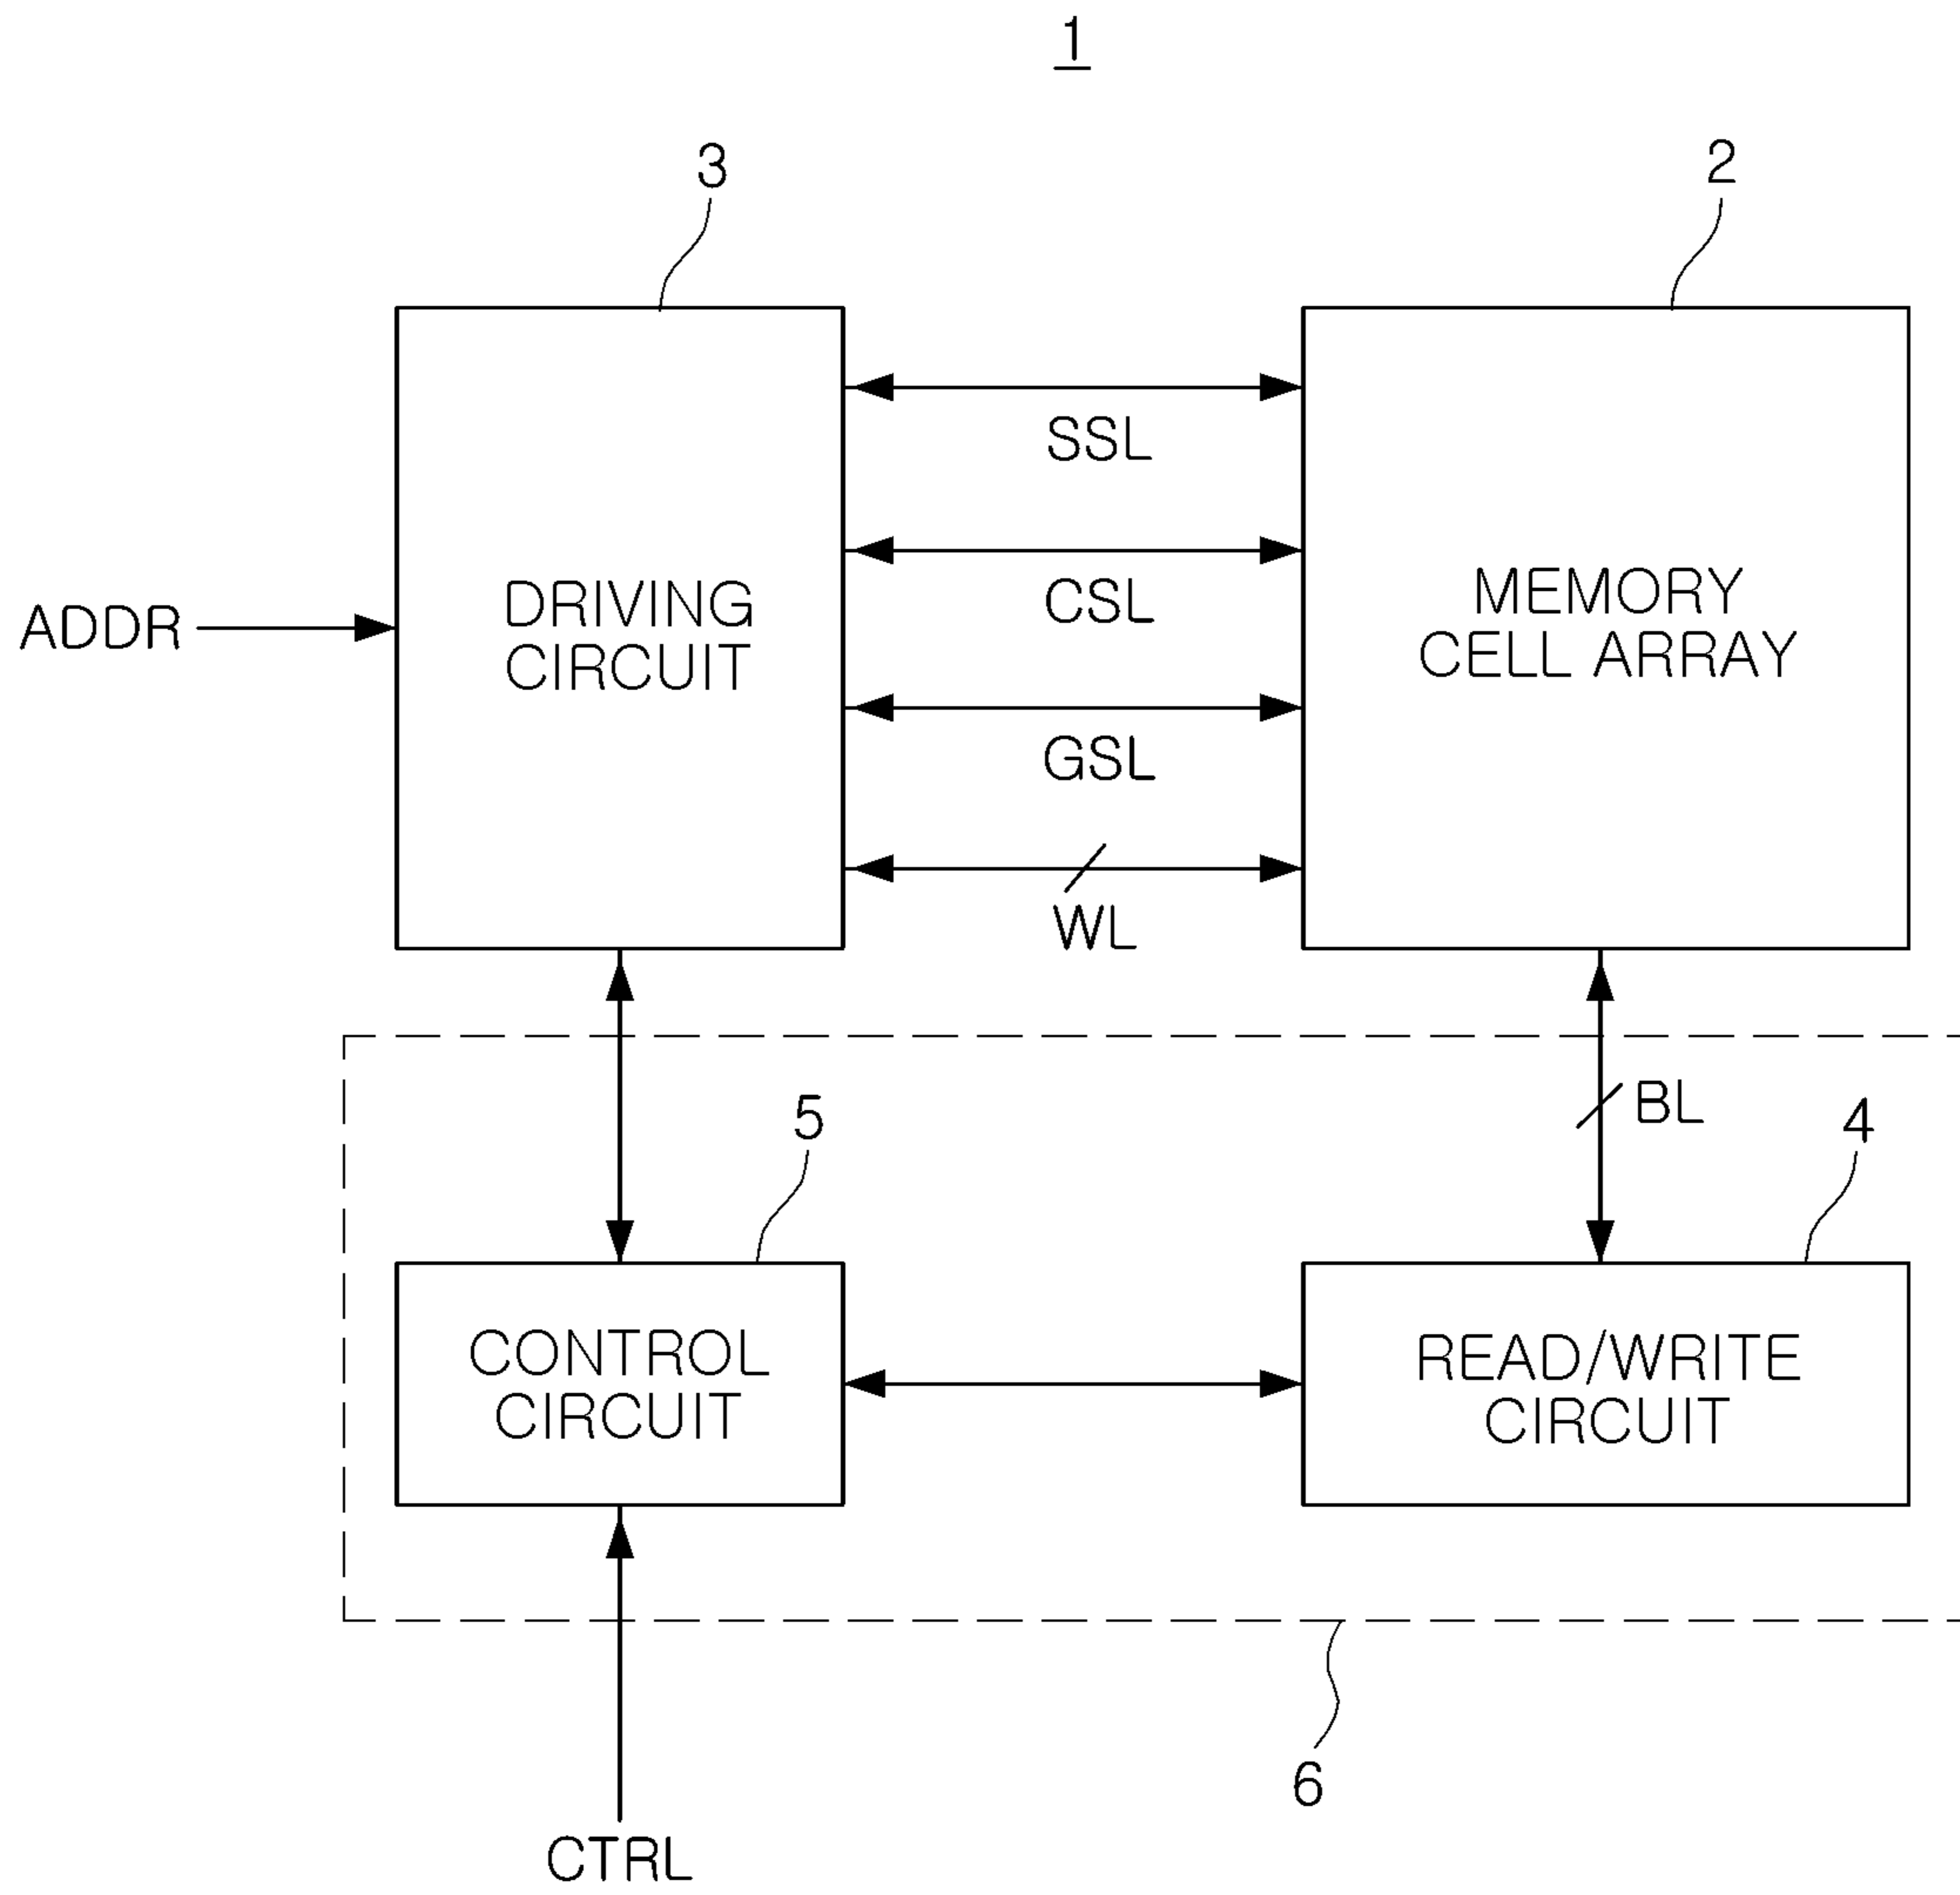 1
3
2
SSL
CSL
GSL
WL
ADDR
DRIVING
CIRCUIT
MEMORY
CELL ARRAY
BL
5
4
CONTROL
CIRCUIT
READ/WRITE
CIRCUIT
6
CTRL